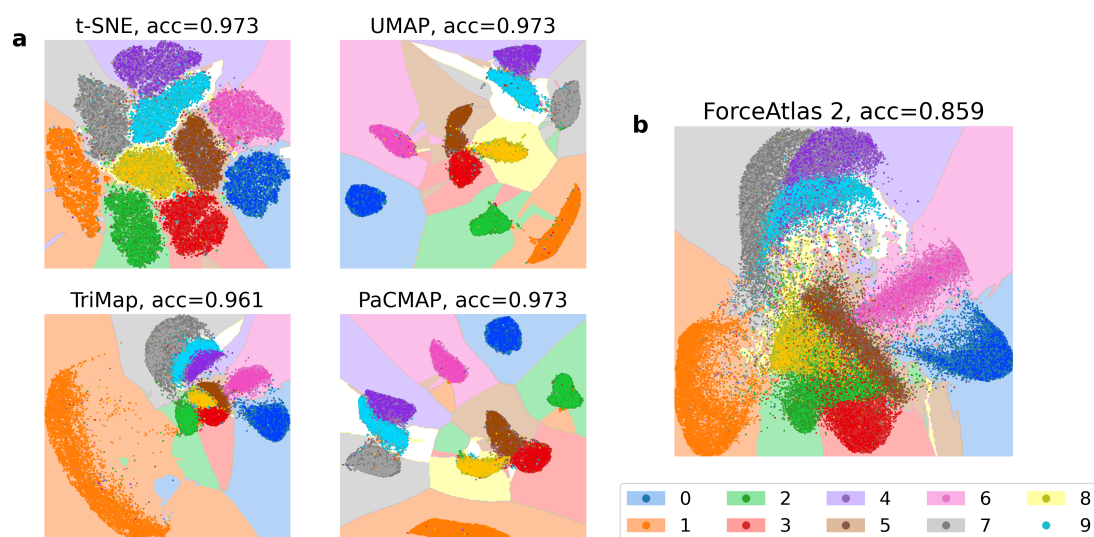 a
t-SNE, acc=0.973
UMAP, acc=0.973
TriMap, acc=0.961
PaCMAP, acc=0.973
b
ForceAtlas 2, acc=0.859
0 2 4 6 8
1 3 5 7 9